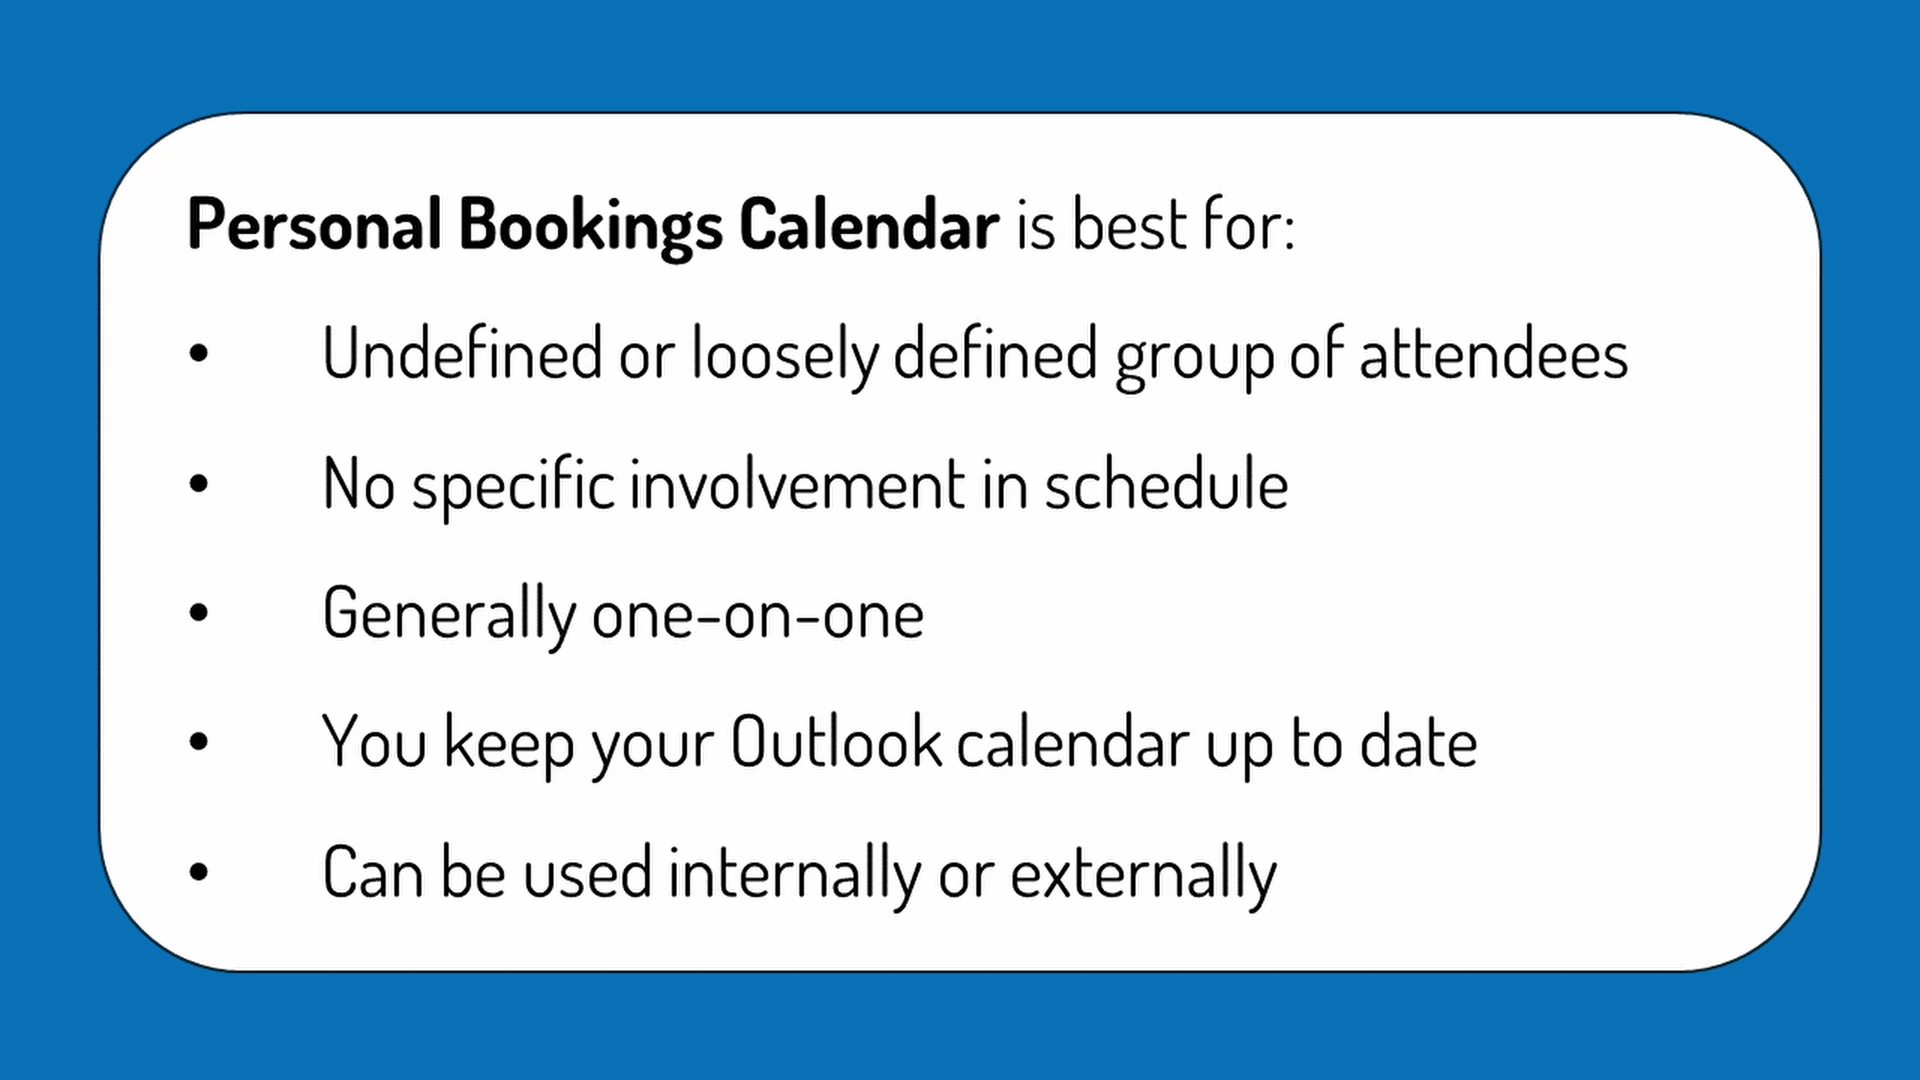 Personal Bookings Calendar is best for:
• Undefined or loosely defined group of attendees
• No specific involvement in schedule
• Generally one-on-one
• You keep your Outlook calendar up to date
• Can be used internally or externally